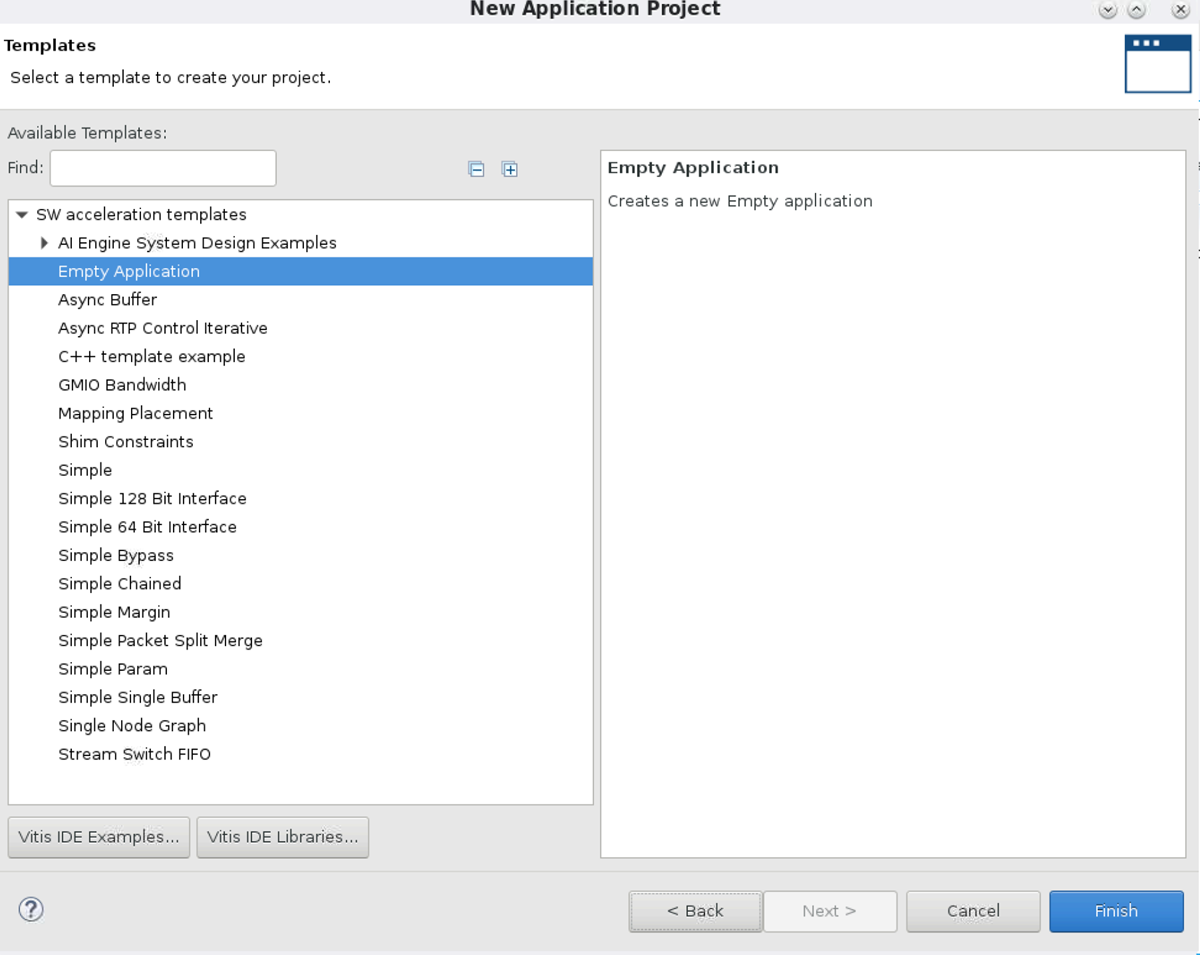 New Application Project
Templates
Select a template to create your project.
Available Templates:
Find:
SW acceleration templates
AI Engine System Design Examples
Empty Application
Async Buffer
Async RTP Control Iterative
C++ template example
GMIO Bandwidth
Mapping Placement
Shim Constraints
Simple
Simple 128 Bit Interface
Simple 64 Bit Interface
Simple Bypass
Simple Chained
Simple Margin
Simple Packet Split Merge
Simple Param
Simple Single Buffer
Single Node Graph
Stream Switch FIFO
Empty Application
Creates a new Empty application
Vitis IDE Examples... Vitis IDE Libraries...
? < Back Next > Cancel Finish